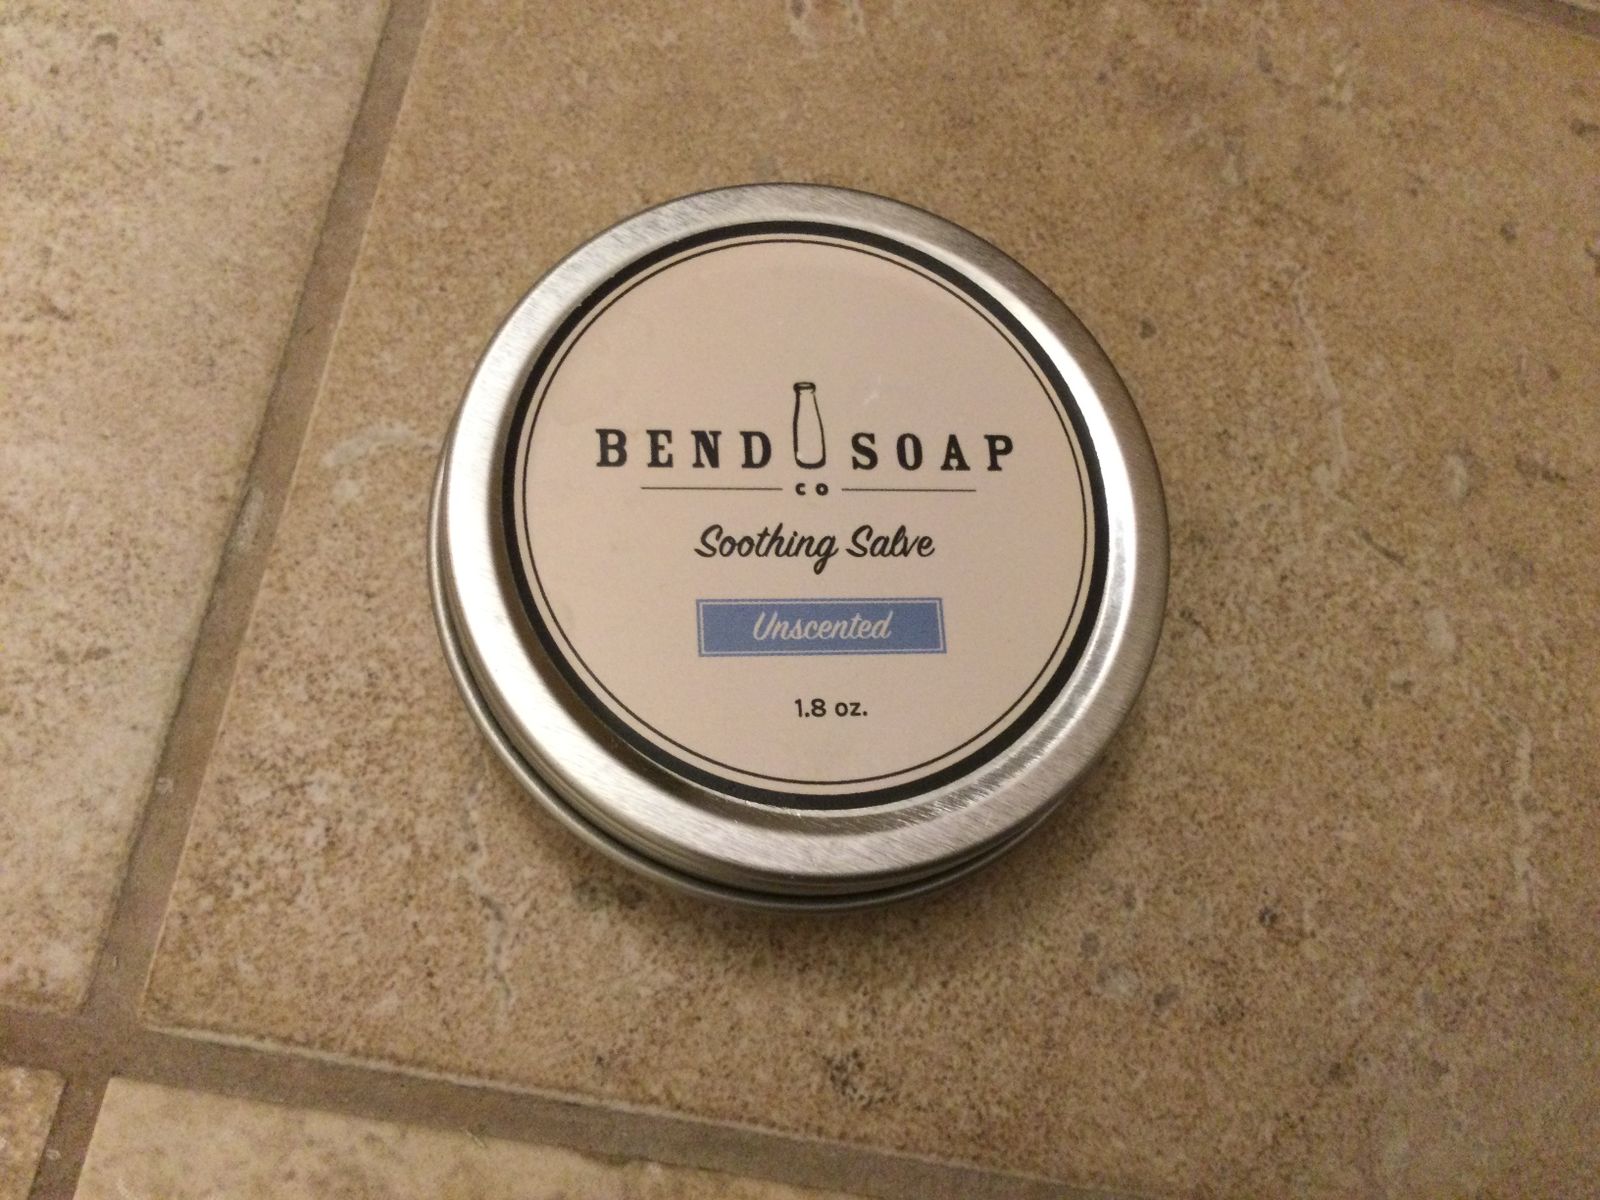 BEND SOAP
CO
Soothing Salve
Unscented
1.8 oz.